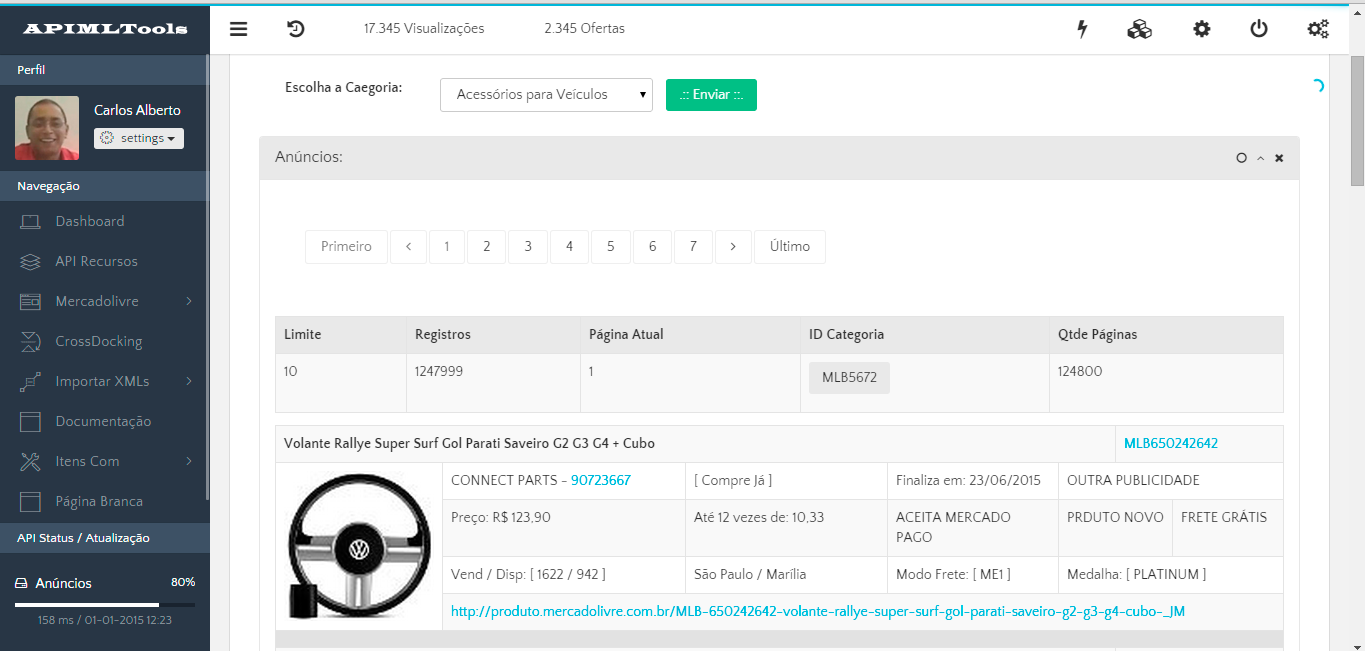 APIMLTools
17.345 Visualizações
2.345 Ofertas
Perfil
Carlos Alberto
settings
Navegação
Dashboard
API Recursos
Mercadolivre
CrossDocking
Importar XMLs
Documentação
Itens Com
Página Branca
API Status / Atualização
Anúncios 80%
158 ms / 01-01-2015 12:23
Escolha a Caegoria: Acessórios para Veículos .:: Enviar ::.
Anúncios:
Primeiro < 1 2 3 4 5 6 7 > Último
Limite Registros Página Atual ID Categoria Qtde Páginas
10 1247999 1 MLB5672 124800
Volante Rallye Super Surf Gol Parati Saveiro G2 G3 G4 + Cubo MLB650242642
CONNECT PARTS - 90723667 [ Compre Já ] Finaliza em: 23/06/2015 OUTRA PUBLICIDADE
Preço: R$ 123,90 Até 12 vezes de: 10,33 ACEITA MERCADO PRDUTO NOVO FRETE GRÁTIS
PAGO
Vend / Disp: [ 1622 / 942 ] São Paulo / Marília Modo Frete: [ ME1 ] Medalha: [ PLATINUM ]
http://produto.mercadolivre.com.br/MLB-650242642-volante-rallye-super-surf-gol-parati-saveiro-g2-g3-g4-cubo-_JM